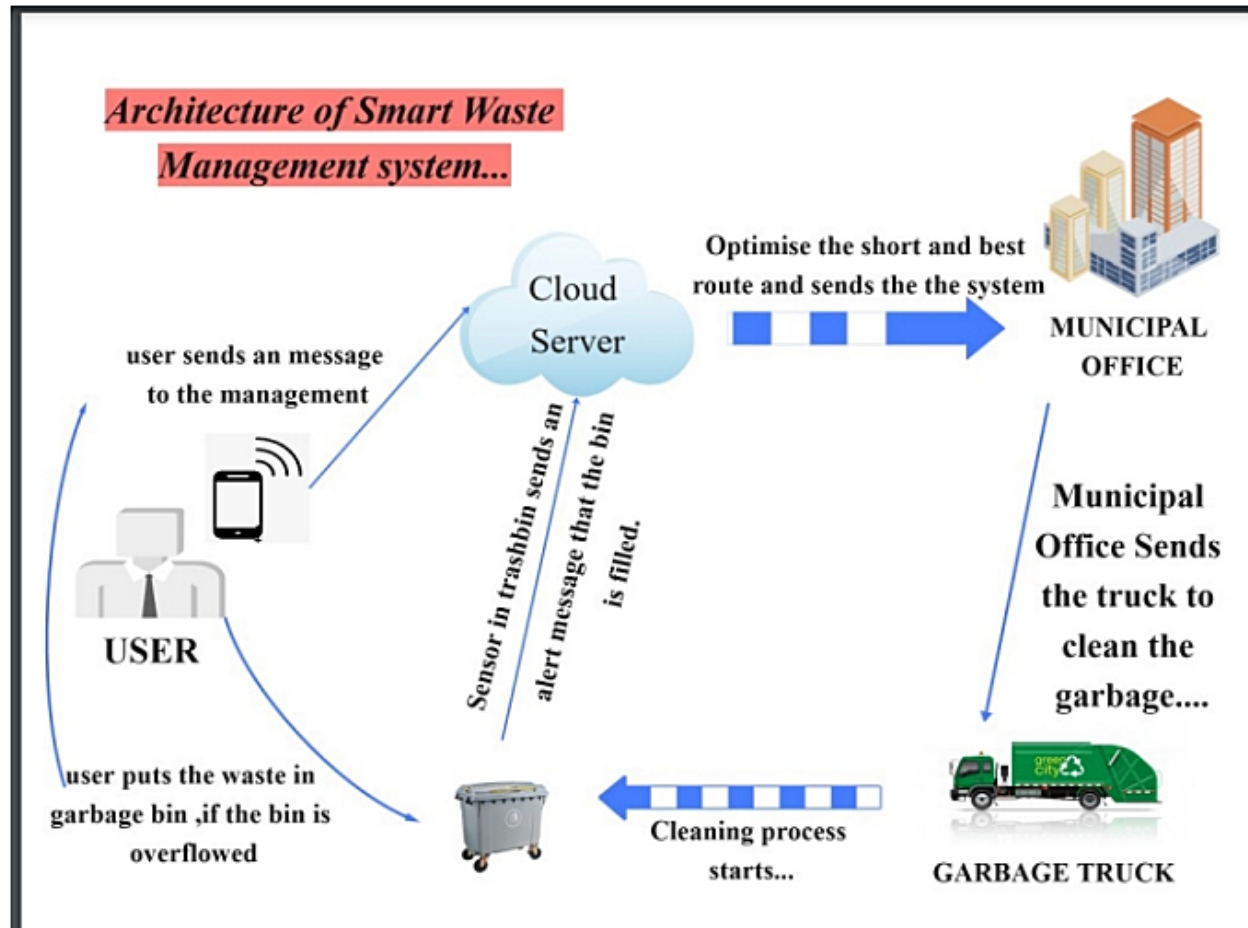 Architecture of Smart Waste
Management system...
Cloud
Server
Optimise the short and best
route and sends the the system
MUNICIPAL
OFFICE
user sends an message
to the management
Sensor in trashbin sends an
alert message that the bin
is filled.
Municipal
Office Sends
the truck to
clean the
garbage....
USER
user puts the waste in
garbage bin ,if the bin is
overflowed
Cleaning process
starts...
green
city
GARBAGE TRUCK